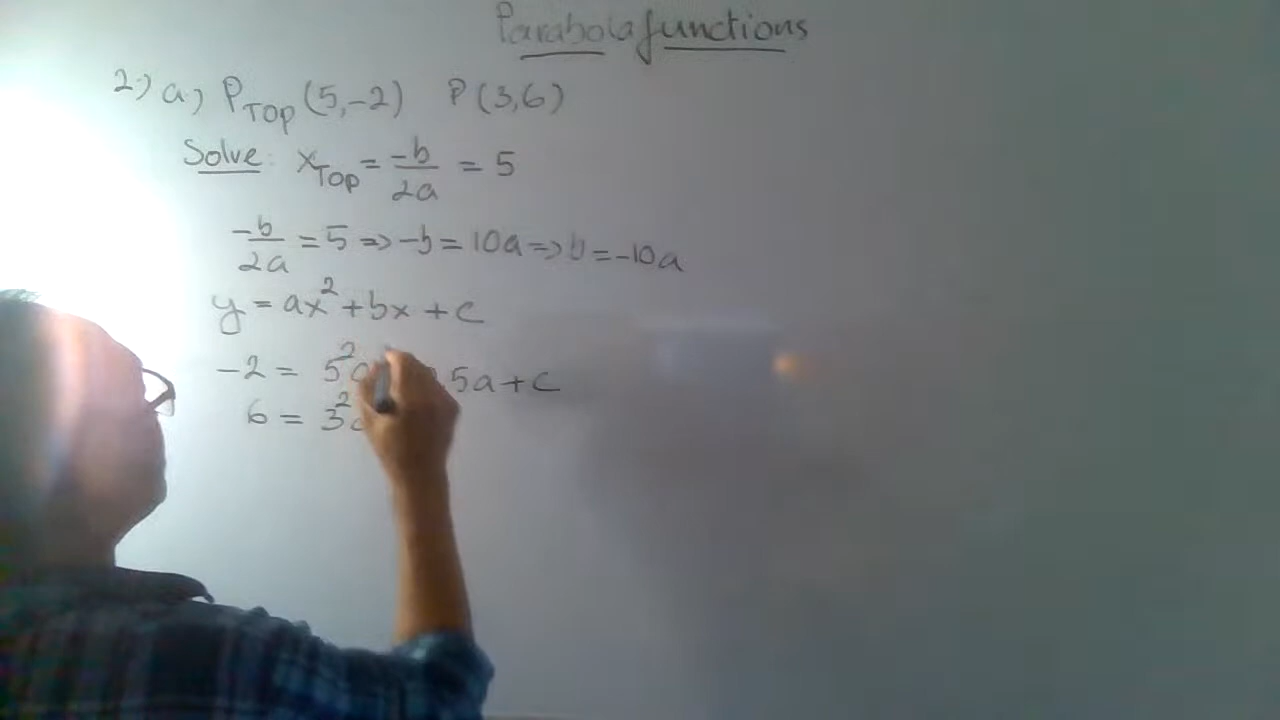 Parabola functions
2) a) P_Top (5,-2) P(3,6)
Solve: x_Top = -b/2a = 5
-b/2a = 5 => -b = 10a => b = -10a
y = ax² + bx + c
-2 = 5² 5a + c
6 = 3²